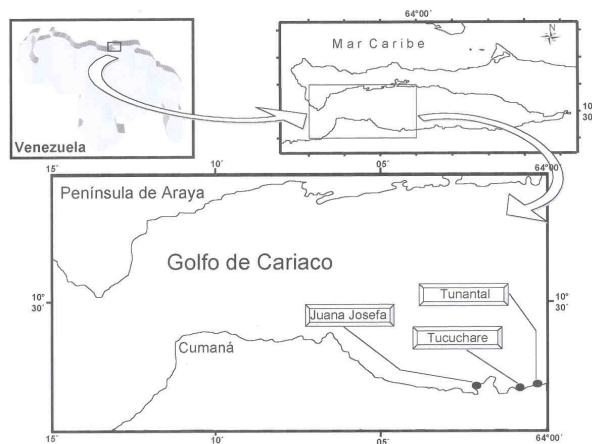 64°00'
N
Mar Caribe
10°
30'
Venezuela
15'
10'
05'
64°00'
Península de Araya
Golfo de Cariaco
10°
30'
10°
30'
Tunantal
Juana Josefa
Tucuchare
Cumaná
15'
10'
05'
64°00'